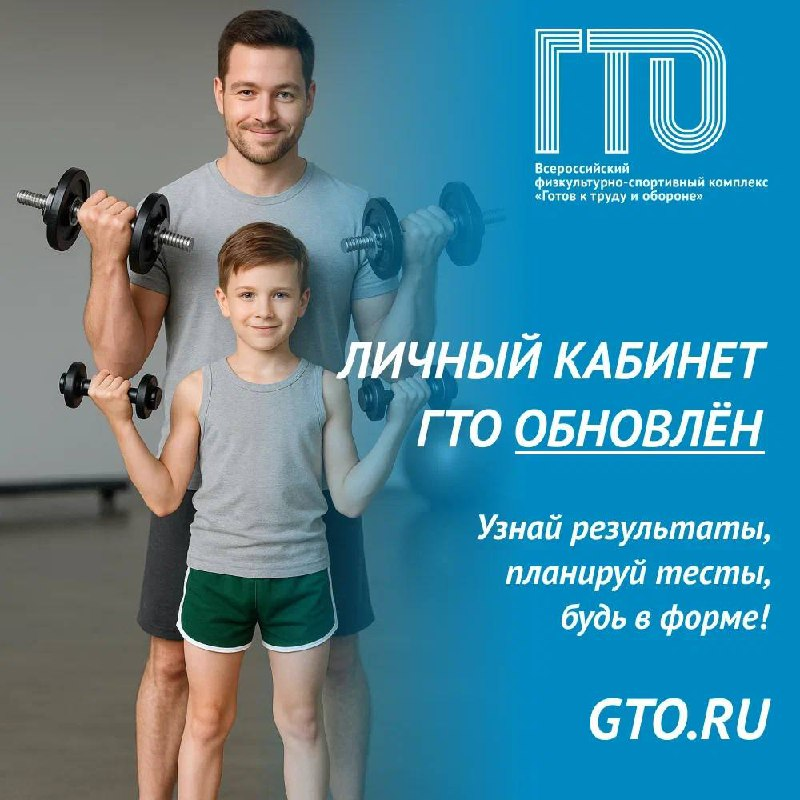 ГТО
Всероссийский
физкультурно-спортивный комплекс
«Готов к труду и обороне»
ЛИЧНЫЙ КАБИНЕТ
ГТО ОБНОВЛЁН
Узнай результаты,
планируй тесты,
будь в форме!
GTO.RU